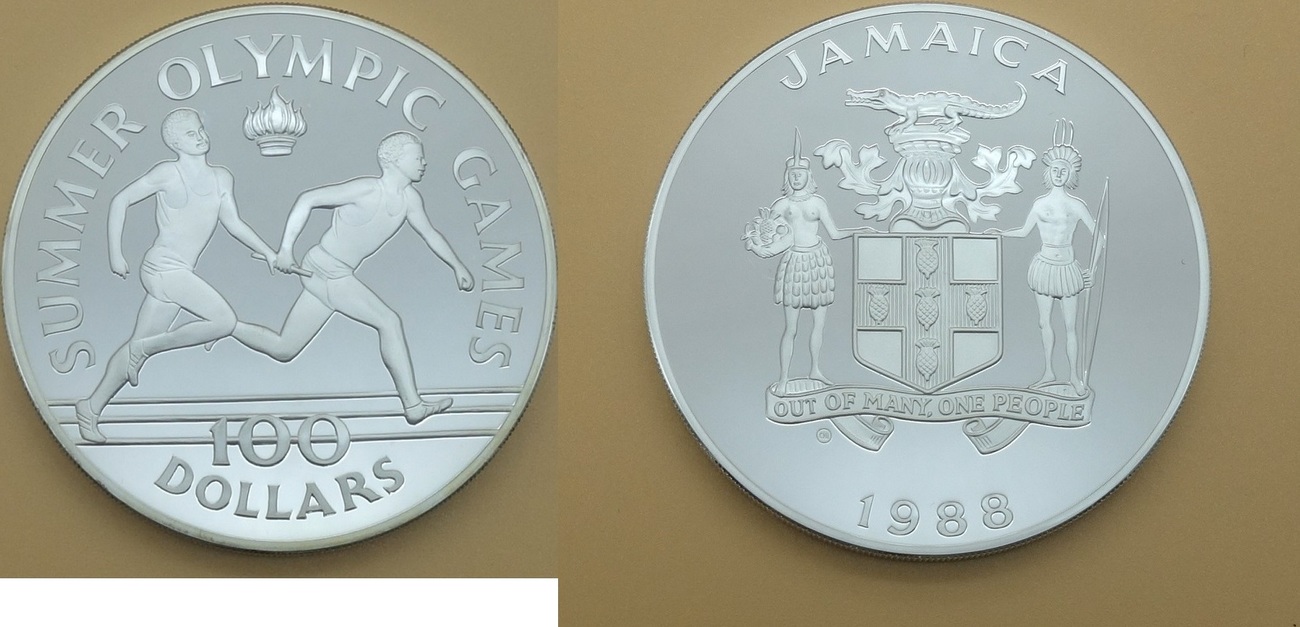 SUMMER OLYMPIC GAMES
100
DOLLARS
JAMAICA
OUT OF MANY, ONE PEOPLE
1988